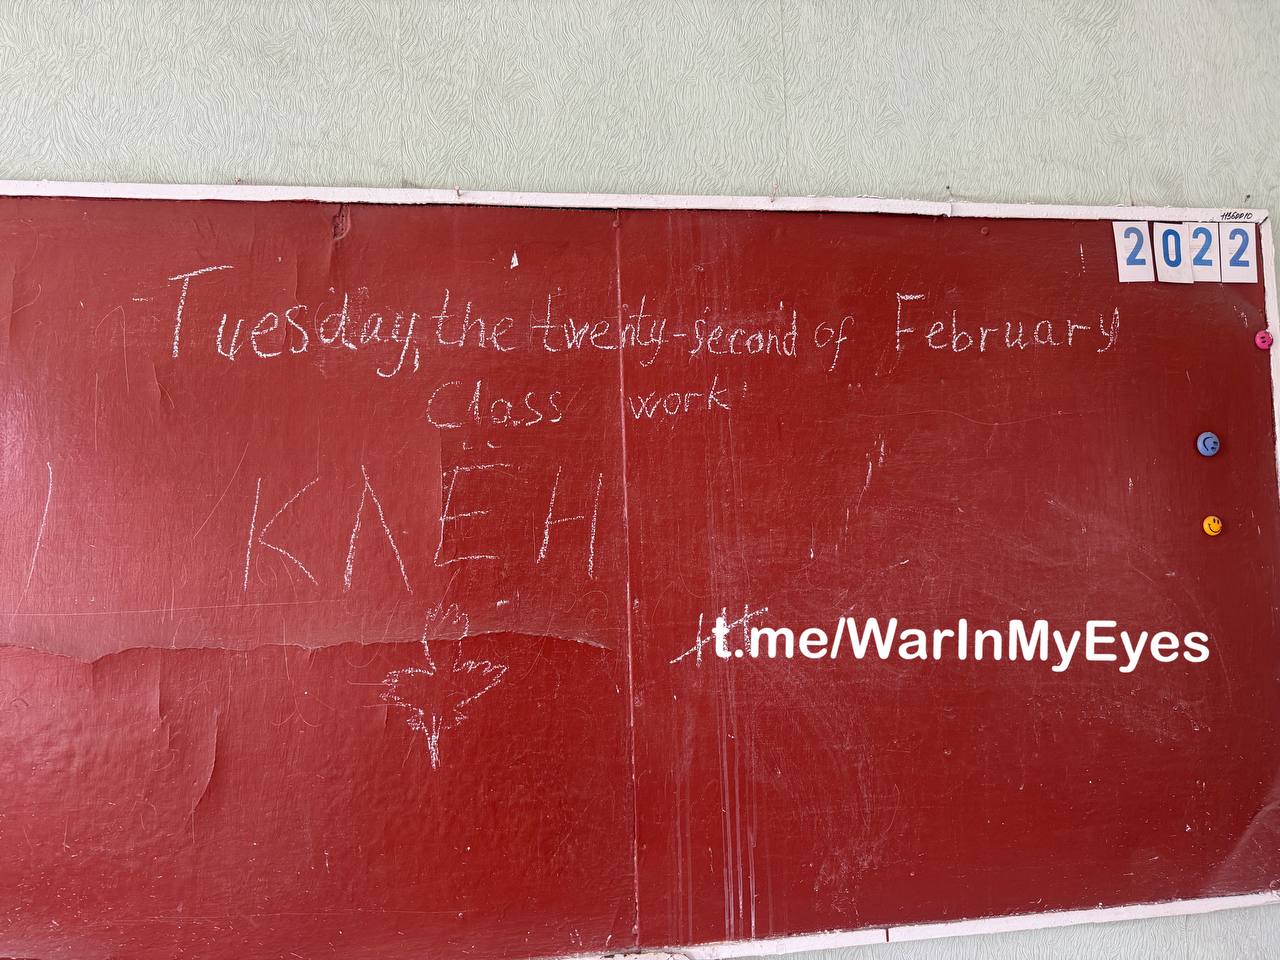 2022
Tuesday, the twenty-second of February
Class work
КЛЁН
t.me/WarInMyEyes